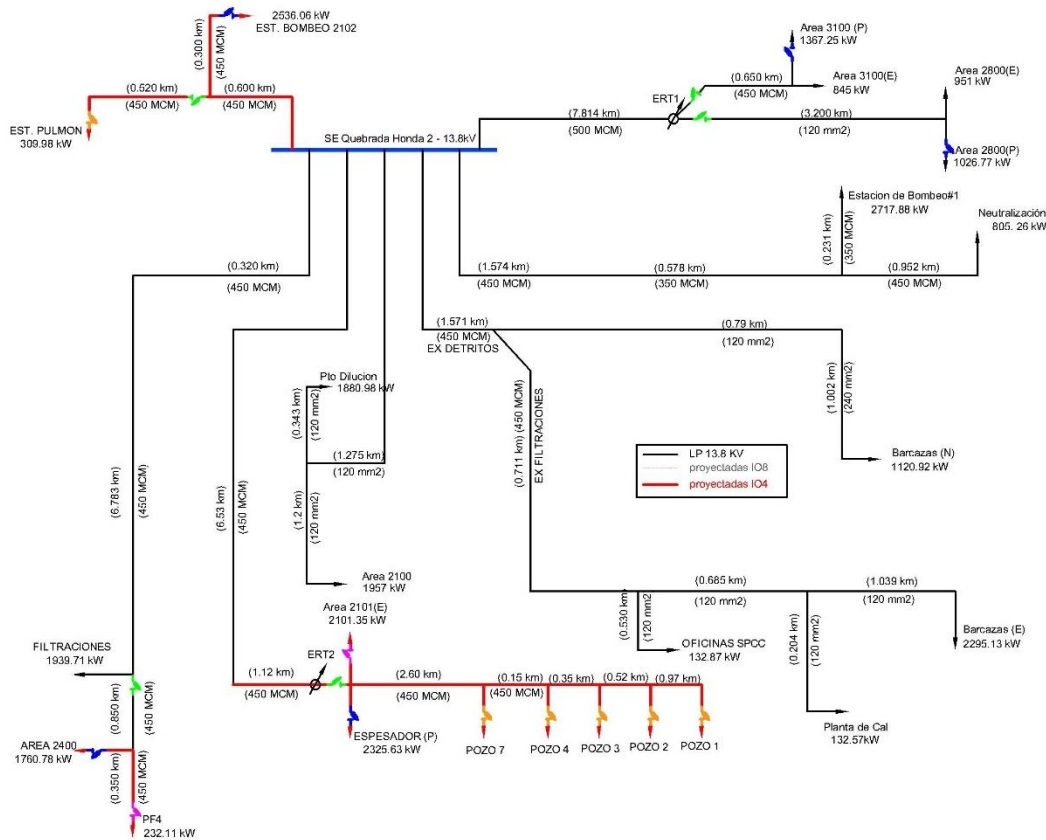 2536.06 kW
EST. BOMBEO 2102
(0.300 km)
(450 MCM)
(0.520 km)
(450 MCM)
(0.600 km)
(450 MCM)
EST. PULMON
309.98 kW
SE Quebrada Honda 2 - 13.8kV
Area 3100 (P)
1367.25 kW
(0.650 km)
(450 MCM)
Area 3100(E)
845 kW
ERT1
Area 2800(E)
951 kW
(7.814 km)
(500 MCM)
(3.200 km)
(120 mm2)
Area 2800(P)
1026.77 kW
Estacion de Bombeo#1
2717.88 kW
(0.231 km)
(350 MCM)
Neutralización
805. 26 kW
(0.320 km)
(450 MCM)
(1.574 km)
(450 MCM)
(0.578 km)
(350 MCM)
(0.952 km)
(450 MCM)
(1.571 km)
(450 MCM)
EX DETRITOS
(0.79 km)
(120 mm2)
(1.002 km)
(240 mm2)
Barcazas (N)
1120.92 kW
Pto Dilucion
1880.98 kW
(0.343 km)
(120 mm2)
(1.275 km)
(120 mm2)
(1.2 km)
(120 mm2)
Area 2100
1957 kW
(0.711 km) (450 MCM)
EX FILTRACIONES
LP 13.8 KV
proyectadas IO8
proyectadas IO4
(6.783 km)
(450 MCM)
(6.53 km)
(450 MCM)
(0.685 km)
(120 mm2)
(1.039 km)
(120 mm2)
(0.530 km)
(120 mm2)
OFICINAS SPCC
132.87 kW
(0.204 km)
(120 mm2)
Barcazas (E)
2295.13 kW
Planta de Cal
132.57kW
Area 2101(E)
2101.35 kW
ERT2
(1.12 km)
(450 MCM)
(2.60 km)
(450 MCM)
(0.15 km)
(450 MCM)
(0.35 km)
(0.52 km)
(0.97 km)
ESPESADOR (P)
2325.63 kW
POZO 7
POZO 4
POZO 3
POZO 2
POZO 1
FILTRACIONES
1939.71 kW
(0.850 km)
(450 MCM)
AREA 2400
1760.78 kW
(0.350 km)
(450 MCM)
PF4
232.11 kW